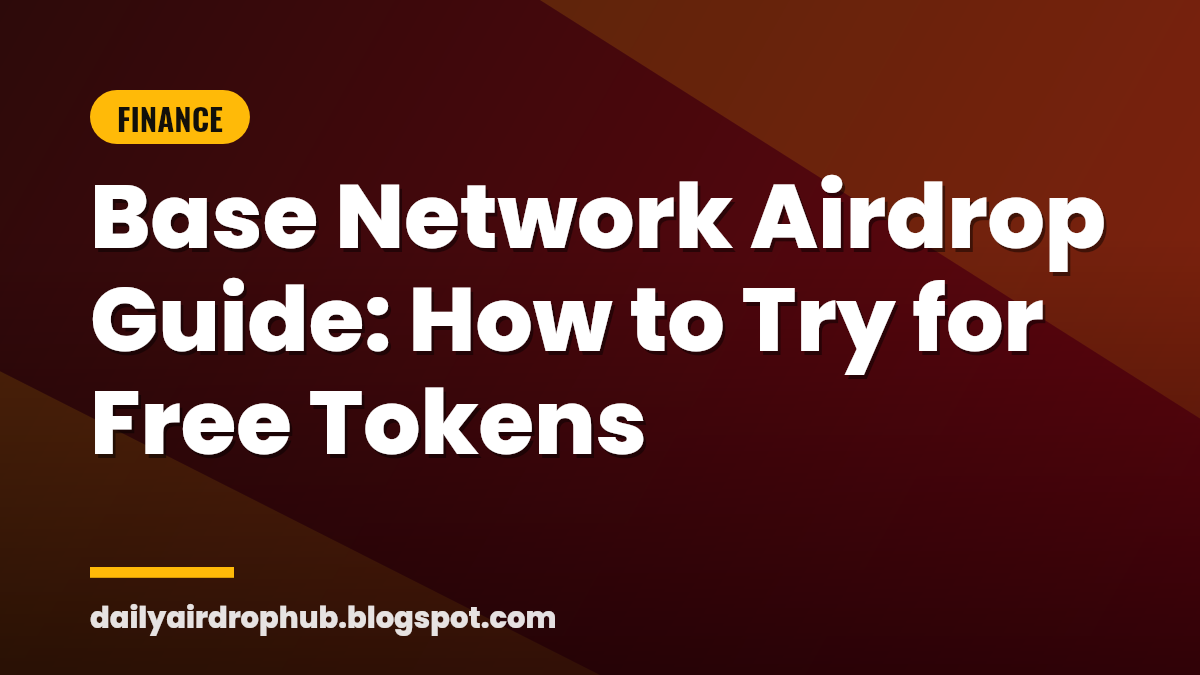 FINANCE
Base Network Airdrop
Guide: How to Try for
Free Tokens
dailyairdrophub.blogspot.com